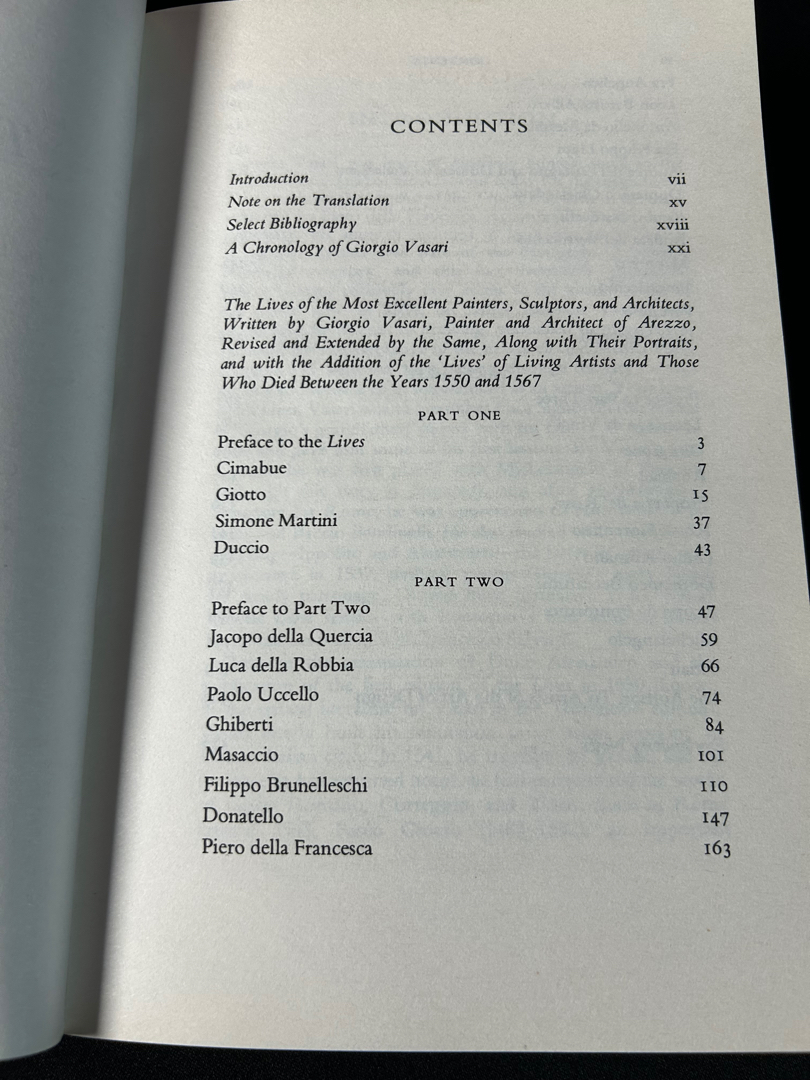 CONTENTS
Introduction vii
Note on the Translation xv
Select Bibliography xviii
A Chronology of Giorgio Vasari xxi
The Lives of the Most Excellent Painters, Sculptors, and Architects,
Written by Giorgio Vasari, Painter and Architect of Arezzo,
Revised and Extended by the Same, Along with Their Portraits,
and with the Addition of the ‘Lives’ of Living Artists and Those
Who Died Between the Years 1550 and 1567
PART ONE
Preface to the Lives 3
Cimabue 7
Giotto 15
Simone Martini 37
Duccio 43
PART TWO
Preface to Part Two 47
Jacopo della Quercia 59
Luca della Robbia 66
Paolo Uccello 74
Ghiberti 84
Masaccio 101
Filippo Brunelleschi 110
Donatello 147
Piero della Francesca 163